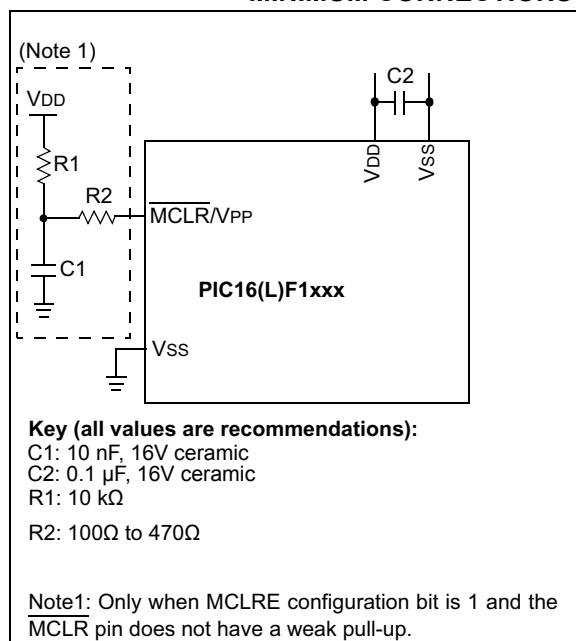 (Note 1)
VDD
R1
R2
C1
C2
VDD
VSS
MCLR/VPP
PIC16(L)F1xxx
VSS
Key (all values are recommendations):
C1: 10 nF, 16V ceramic
C2: 0.1 µF, 16V ceramic
R1: 10 kΩ
R2: 100Ω to 470Ω
Note1: Only when MCLRE configuration bit is 1 and the
MCLR pin does not have a weak pull-up.